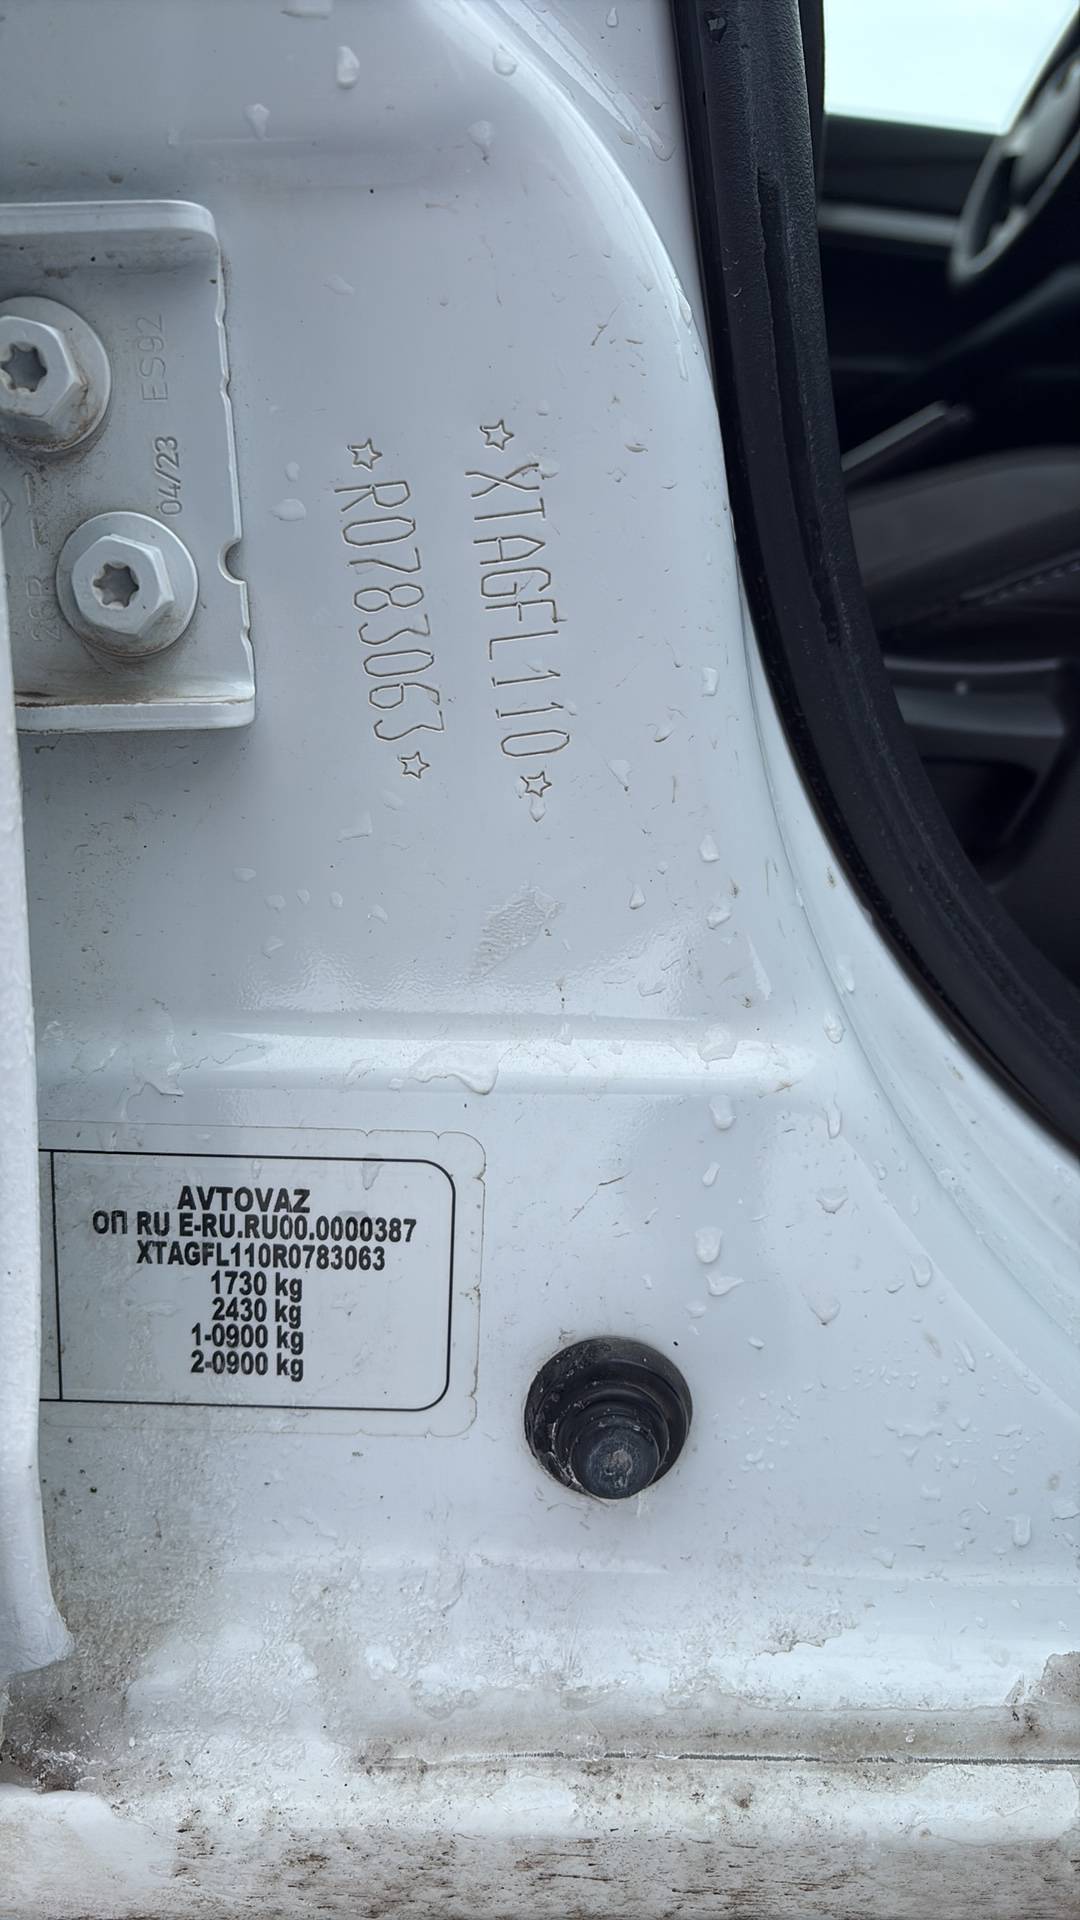 ES92
04/23
☆XTAGFL110☆
☆R0783063☆
AVTOVAZ
ОП RU E-RU.RU00.0000387
XTAGFL110R0783063
1730 kg
2430 kg
1-0900 kg
2-0900 kg